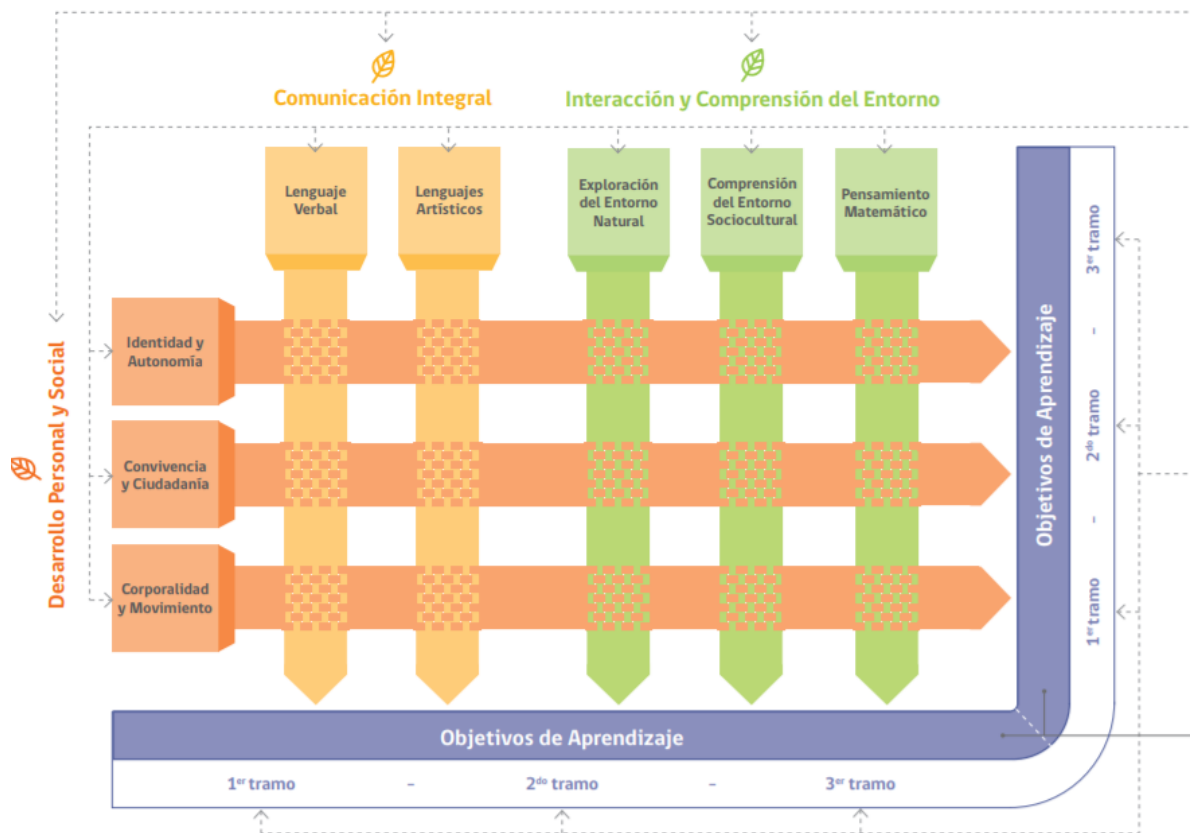 Comunicación Integral
Interacción y Comprensión del Entorno
Lenguaje
Verbal
Lenguajes
Artísticos
Exploración
del Entorno
Natural
Comprensión
del Entorno
Sociocultural
Pensamiento
Matemático
Desarrollo Personal y Social
Identidad y
Autonomía
Convivencia
y Ciudadanía
Corporalidad
y Movimiento
Objetivos de Aprendizaje
1er tramo – 2do tramo – 3er tramo
Objetivos de Aprendizaje
1er tramo – 2do tramo – 3er tramo